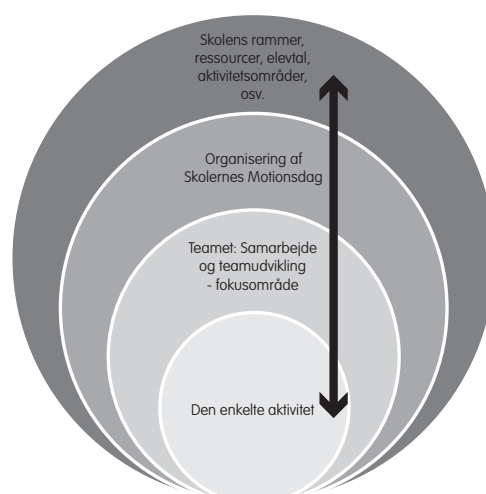 Skolens rammer,
ressourcer, elevtal,
aktivitetsområder,
osv.
Organisering af
Skolernes Motionsdag
Teamet: Samarbejde
og teamudvikling
- fokusområde
Den enkelte aktivitet